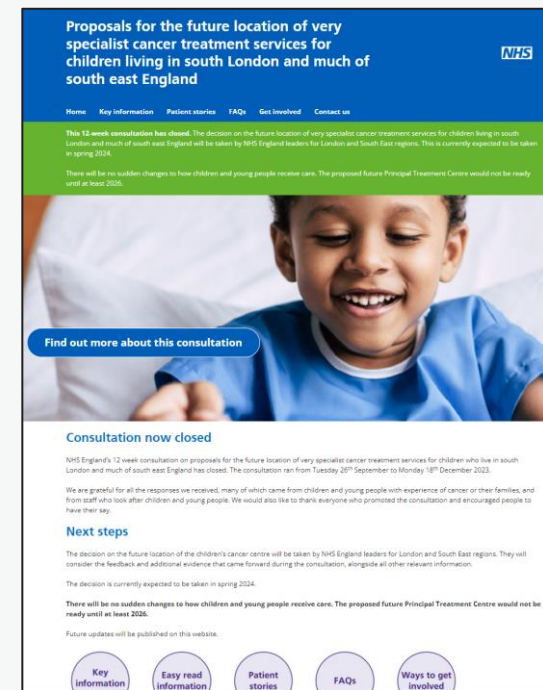 Proposals for the future location of very
specialist cancer treatment services for
children living in south London and much of
south east England
NHS
Home Key information Patient stories FAQs Get involved Contact us
This 12-week consultation has closed. The decision on the future location of very specialist cancer treatment services for children living in south
London and much of south east England will be taken by NHS England leaders for London and South East regions. This is currently expected to be taken
in spring 2024.
There will be no sudden changes to how children and young people receive care. The proposed future Principal Treatment Centre would not be ready
until at least 2026.
Find out more about this consultation
Consultation now closed
NHS England's 12 week consultation on proposals for the future location of very specialist cancer treatment services for children who live in south
London and much of south east England has closed. The consultation ran from Tuesday 26th September to Monday 18th December 2023.
We are grateful for all the responses we received, many of which came from children and young people with experience of cancer or their families, and
from staff who look after children and young people. We would also like to thank everyone who promoted the consultation and encouraged people to
have their say.
Next steps
The decision on the future location of the children's cancer centre will be taken by NHS England leaders for London and South East regions. They will
consider the feedback and additional evidence that came forward during the consultation, alongside all other relevant information.
The decision is currently expected to be taken in spring 2024.
There will be no sudden changes to how children and young people receive care. The proposed future Principal Treatment Centre would not be
ready until at least 2026.
Future updates will be published on this website.
Key
information
Easy read
information
Patient
stories
FAQs
Ways to get
involved